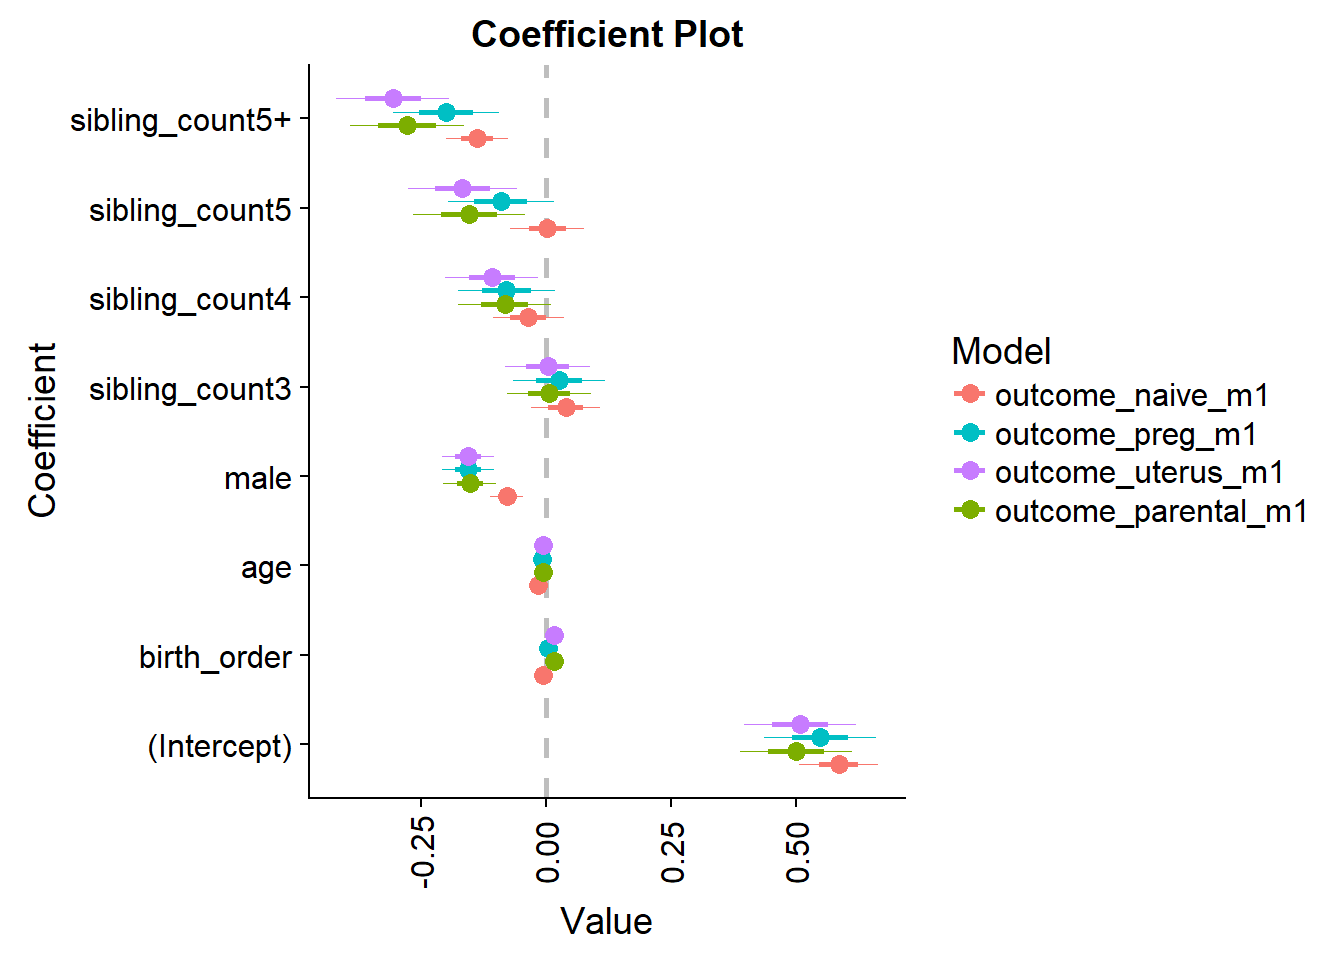 Coefficient Plot
sibling_count5+
sibling_count5
sibling_count4
sibling_count3
male
age
birth_order
(Intercept)
Coefficient
-0.25
0.00
0.25
0.50
Value
Model
outcome_naive_m1
outcome_preg_m1
outcome_uterus_m1
outcome_parental_m1